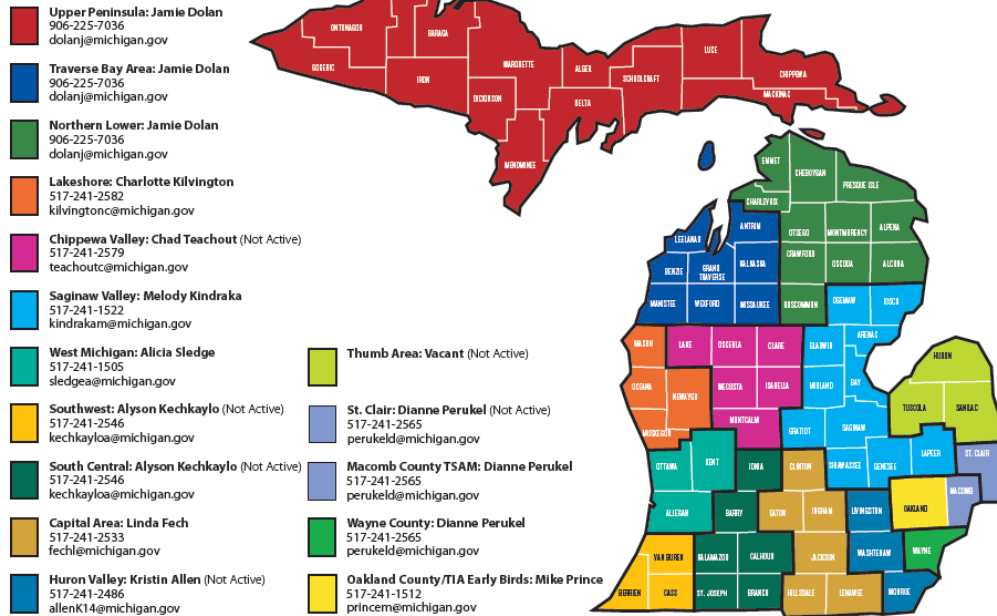 Upper Peninsula: Jamie Dolan
906-225-7036
dolanj@michigan.gov
Traverse Bay Area: Jamie Dolan
906-225-7036
dolanj@michigan.gov
Northern Lower: Jamie Dolan
906-225-7036
dolanj@michigan.gov
Lakeshore: Charlotte Kilvington
517-241-2582
kilvingtonc@michigan.gov
Chippewa Valley: Chad Teachout (Not Active)
517-241-2579
teachoutc@michigan.gov
Saginaw Valley: Melody Kindraka
517-241-1522
kindrakam@michigan.gov
West Michigan: Alicia Sledge
517-241-1505
sledgea@michigan.gov
Southwest: Alyson Kechkaylo (Not Active)
517-241-2546
kechkayloa@michigan.gov
South Central: Alyson Kechkaylo (Not Active)
517-241-2546
kechkayloa@michigan.gov
Capital Area: Linda Fech
517-241-2533
fechl@michigan.gov
Huron Valley: Kristin Allen (Not Active)
517-241-2486
allenK14@michigan.gov
Thumb Area: Vacant (Not Active)
St. Clair: Dianne Perukel (Not Active)
517-241-2565
perukeld@michigan.gov
Macomb County TSAM: Dianne Perukel
517-241-2565
perukeld@michigan.gov
Wayne County: Dianne Perukel
517-241-2565
perukeld@michigan.gov
Oakland County/TIA Early Birds: Mike Prince
517-241-1512
princem@michigan.gov
ONTONAGON
BARAGA
GOGEBIC
IRON
MARQUETTE
DICKINSON
MENOMINEE
ALGER
DELTA
SCHOOLCRAFT
LUCE
CHIPPEWA
MACKINAC
EMMET
CHEBOYGAN
PRESQUE ISLE
CHARLEVOIX
LEELANAU
ANTRIM
OTSEGO
MONTMORENCY
ALPENA
BENZIE
GRAND
TRAVERSE
KALKASKA
CRAWFORD
OSCODA
ALCONA
MANISTEE
WEXFORD
MISSAUKEE
ROSCOMMON
OGEMAW
IOSCO
MASON
LAKE
OSCEOLA
CLARE
GLADWIN
ARENAC
HURON
OCEANA
NEWAYGO
MECOSTA
ISABELLA
MIDLAND
BAY
TUSCOLA
SANILAC
MUSKEGON
MONTCALM
GRATIOT
SAGINAW
OTTAWA
KENT
IONIA
CLINTON
SHIAWASSEE
GENESEE
LAPEER
ST. CLAIR
ALLEGAN
BARRY
EATON
INGHAM
LIVINGSTON
OAKLAND
MACOMB
VAN BUREN
KALAMAZOO
CALHOUN
JACKSON
WASHTENAW
WAYNE
BERRIEN
CASS
ST. JOSEPH
BRANCH
HILLSDALE
LENAWEE
MONROE